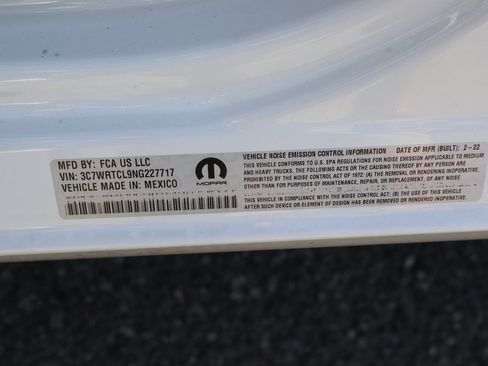 MFD BY: FCA US LLC
VIN: 3C7WRTCL9NG227717
VEHICLE MADE IN: MEXICO
MOPAR
VEHICLE NOISE EMISSION CONTROL INFORMATION DATE OF MFR (BUILT): 2-22
THIS VEHICLE CONFORMS TO U.S. EPA REGULATIONS FOR NOISE EMISSION APPLICABLE TO MEDIUM
AND HEAVY TRUCKS. THE FOLLOWING ACTS OR THE CAUSING THEREOF BY ANY PERSON ARE
NOISE CONTROL ACT OF 1972: (A) THE REMOVAL OR RENDERING INOPERATIVE,
OTHER THAN FOR PURPOSES OF MAINTENANCE, REPAIR, OR REPLACEMENT, OF ANY NOISE
THIS VEHICLE IN COMPLIANCE WITH THE NOISE CONTROL ACT; OR (B) THE USE OF THIS VEHICLE
AFTER SUCH DEVICE OR ELEMENT OF DESIGN HAS BEEN REMOVED OR RENDERED INOPERATIVE.